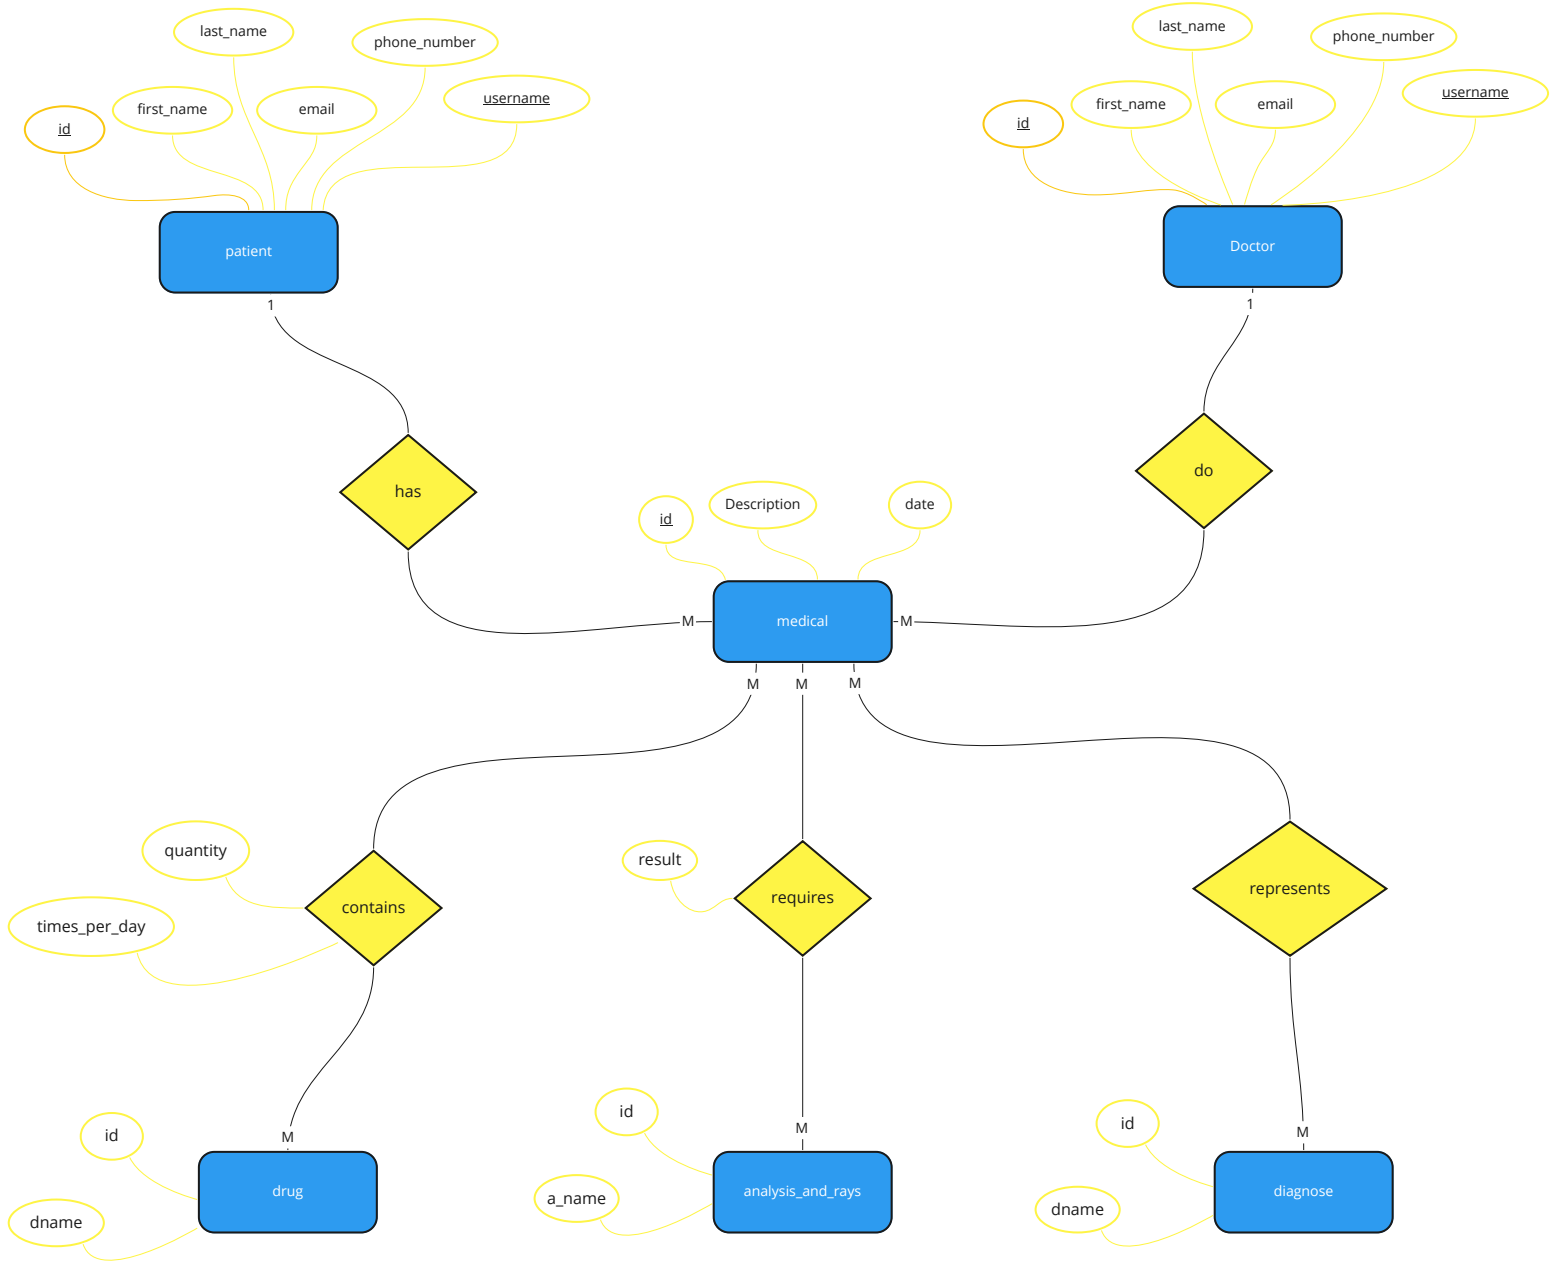 last_name
phone_number
first_name
email
username
id
patient
1
last_name
phone_number
first_name
email
username
id
Doctor
1
has
do
id
Description
date
M
medical
M
M
M
M
quantity
times_per_day
contains
result
requires
represents
M
id
dname
drug
M
id
a_name
analysis_and_rays
M
id
dname
diagnose